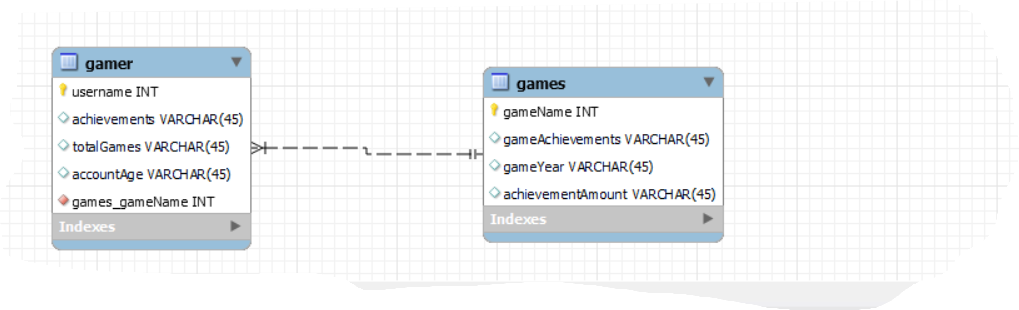 gamer
username INT
achievements VARCHAR(45)
totalGames VARCHAR(45)
accountAge VARCHAR(45)
games_gameName INT
Indexes
games
gameName INT
gameAchievements VARCHAR(45)
gameYear VARCHAR(45)
achievementAmount VARCHAR(45)
Indexes